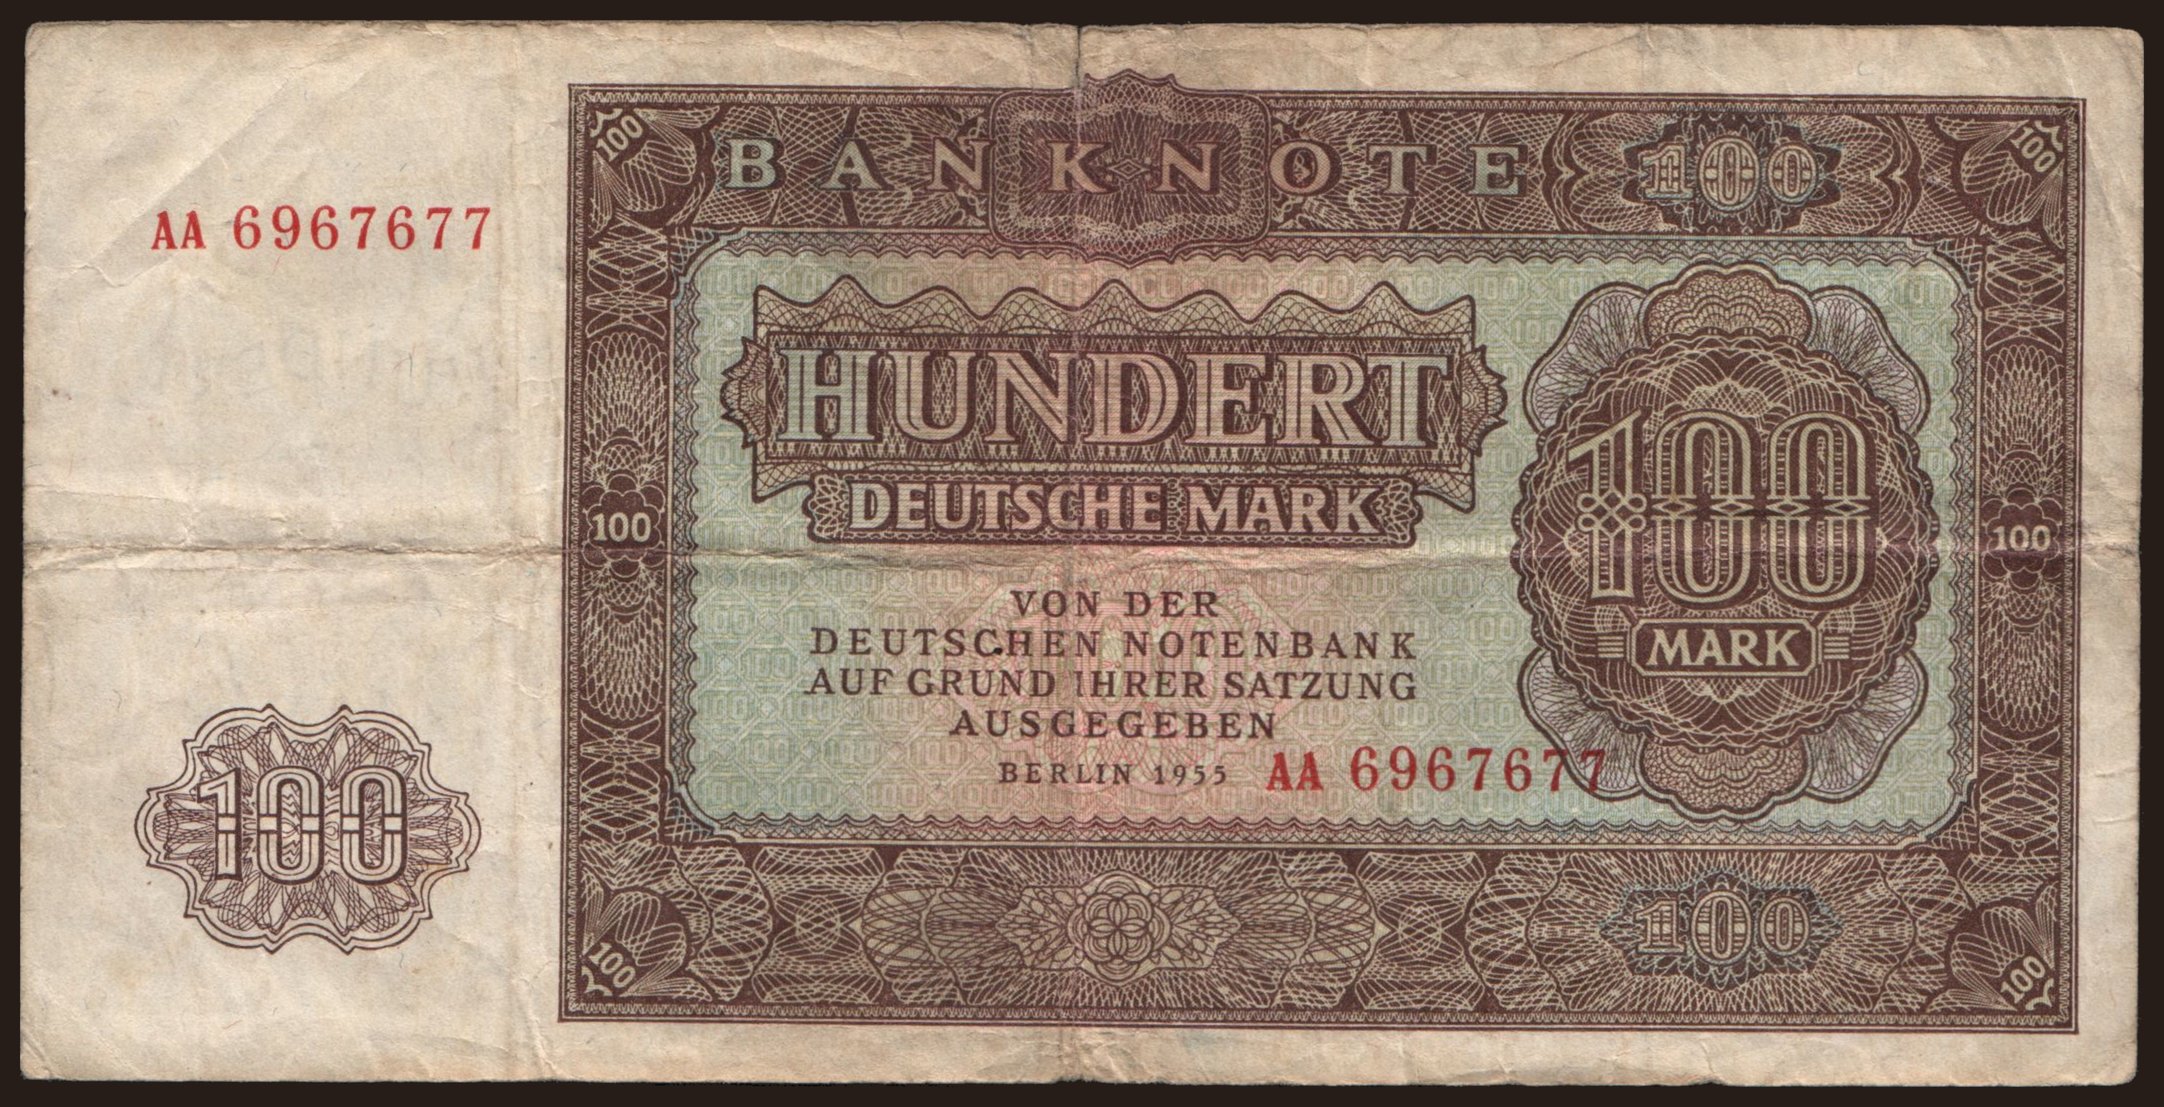 100
BANKNOTE
100
100
AA 6967677
HUNDERT
DEUTSCHE MARK
100
MARK
100
100
VON DER
DEUTSCHEN NOTENBANK
AUF GRUND IHRER SATZUNG
AUSGEGEBEN
BERLIN 1955
AA 6967677
100
100
100
100